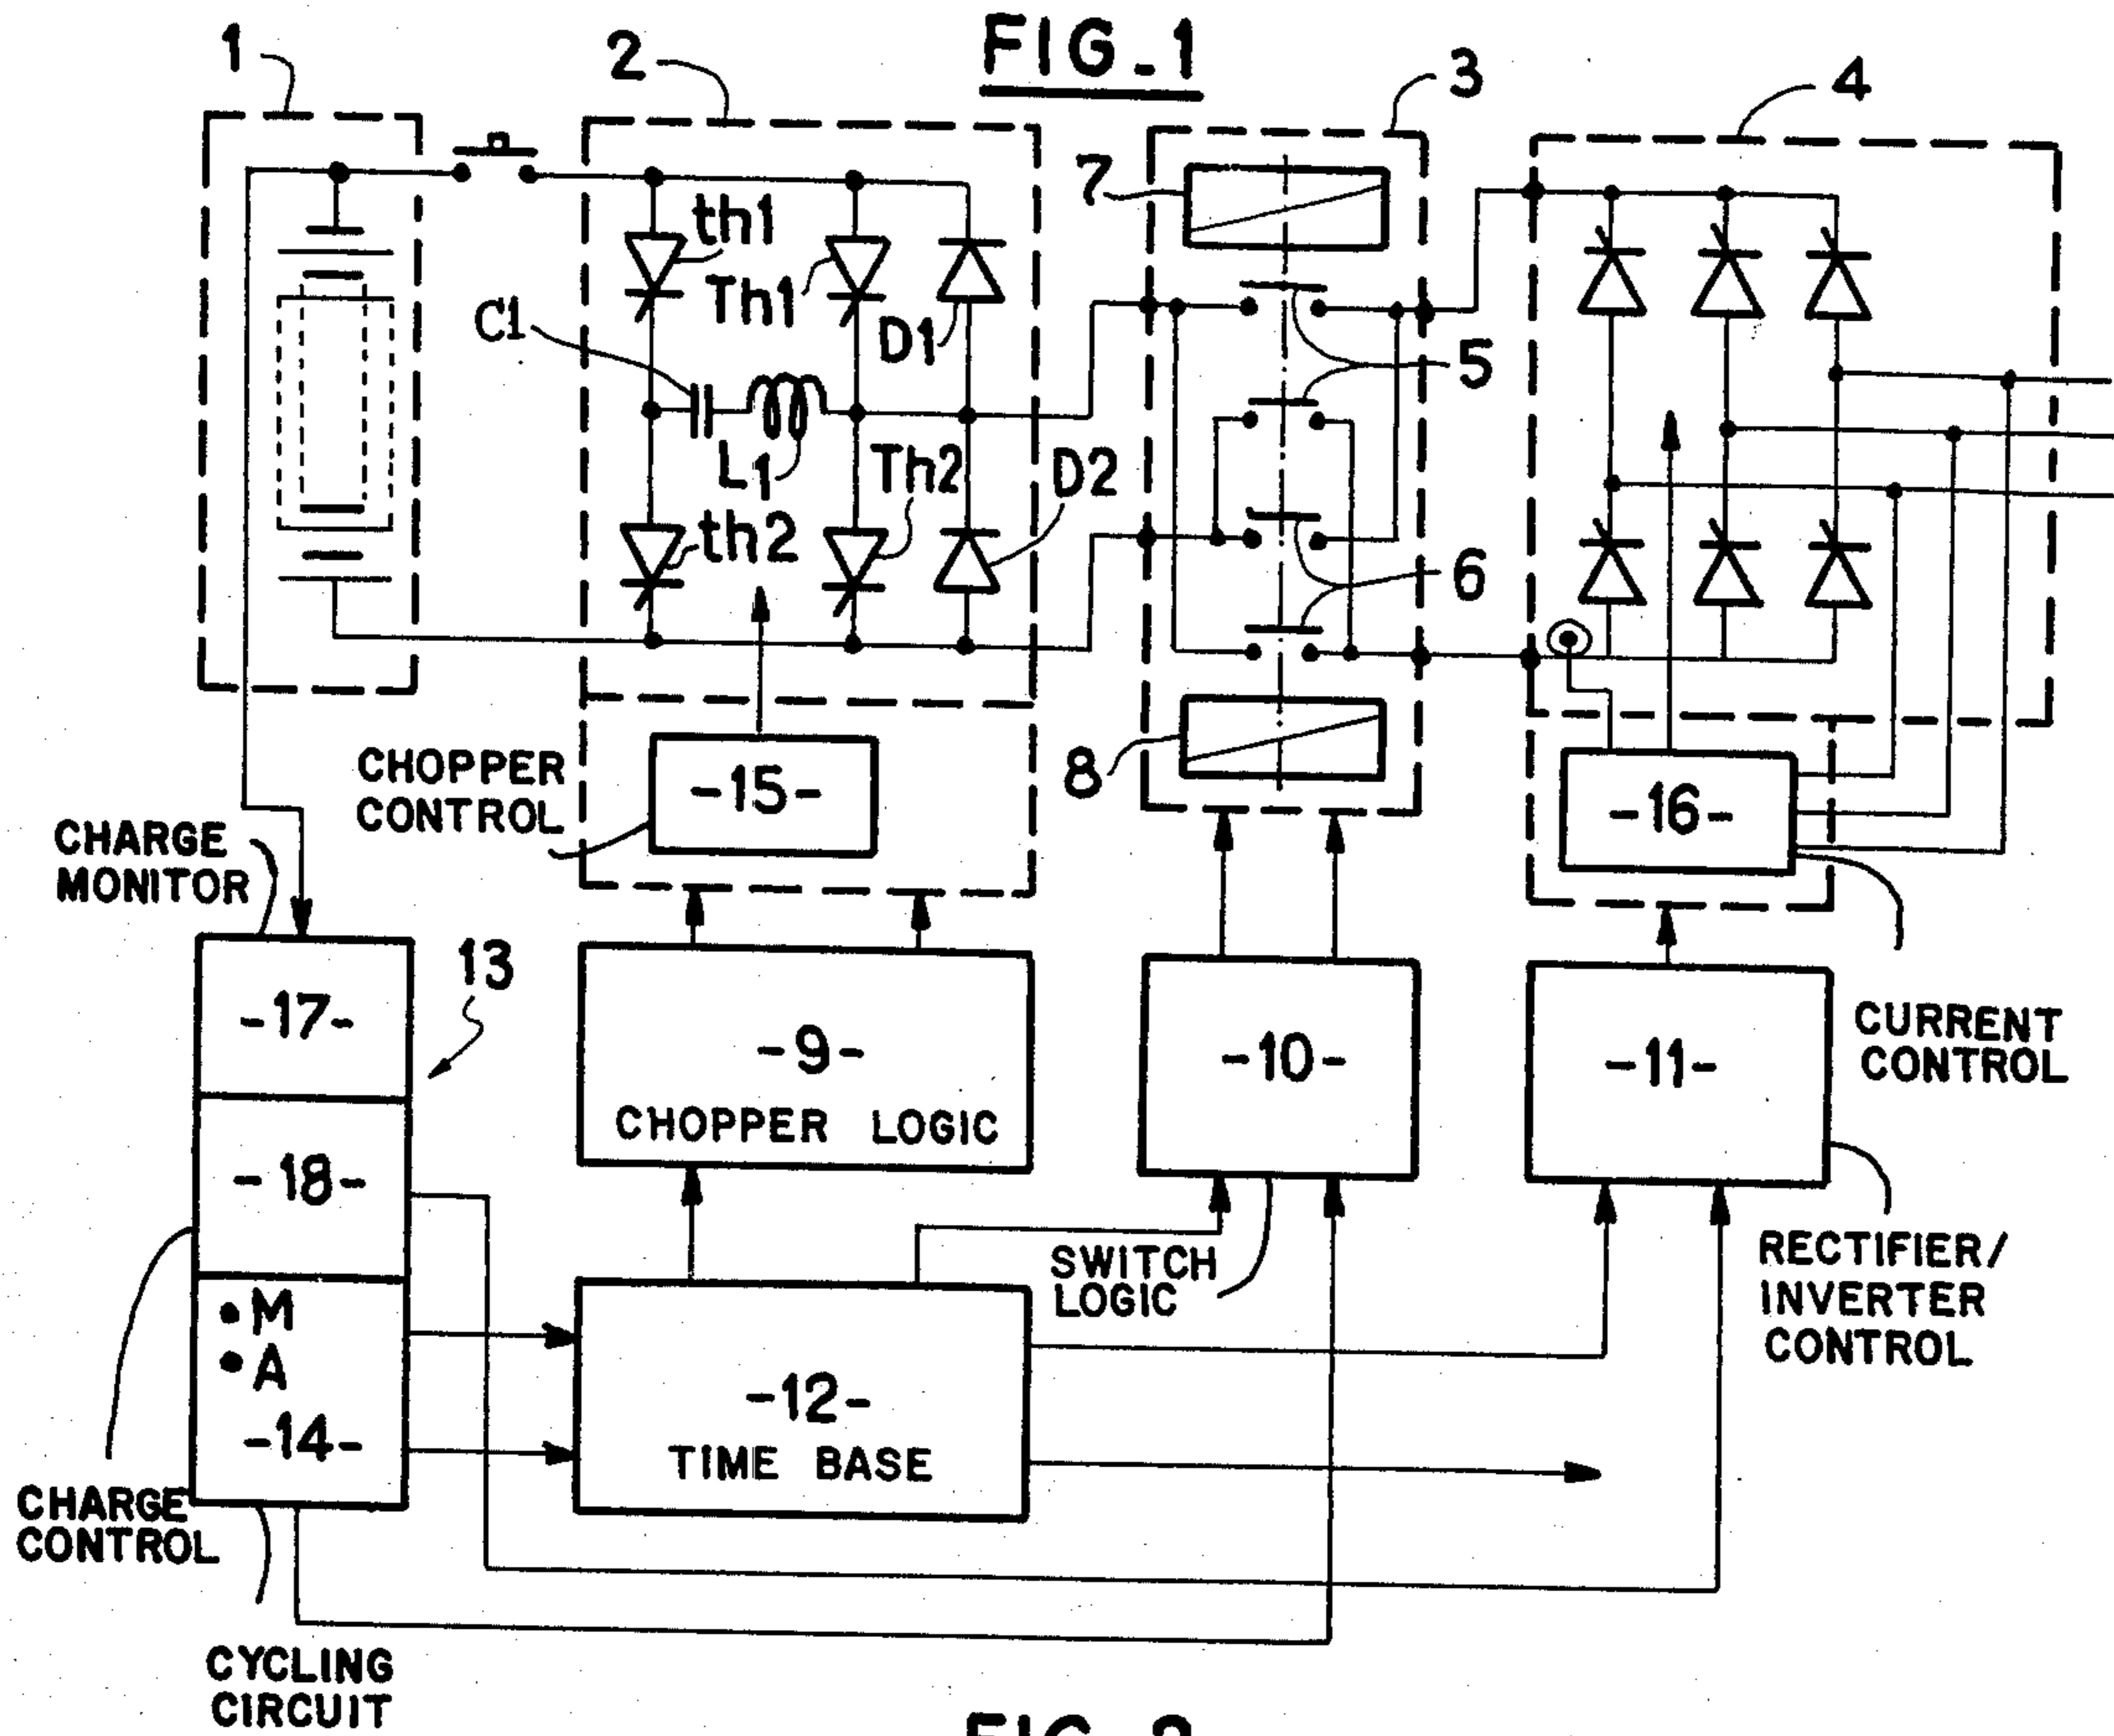 FIG_1
1
2
3
4
7
th1
Th1
D1
C1
5
L1
Th2
D2
th2
6
8
CHOPPER
CONTROL
-15-
-16-
CHARGE
MONITOR
13
-17-
-9-
CHOPPER LOGIC
-10-
-11-
CURRENT
CONTROL
-18-
SWITCH
LOGIC
RECTIFIER/
INVERTER
CONTROL
M
A
-14-
-12-
TIME BASE
CHARGE
CONTROL
CYCLING
CIRCUIT